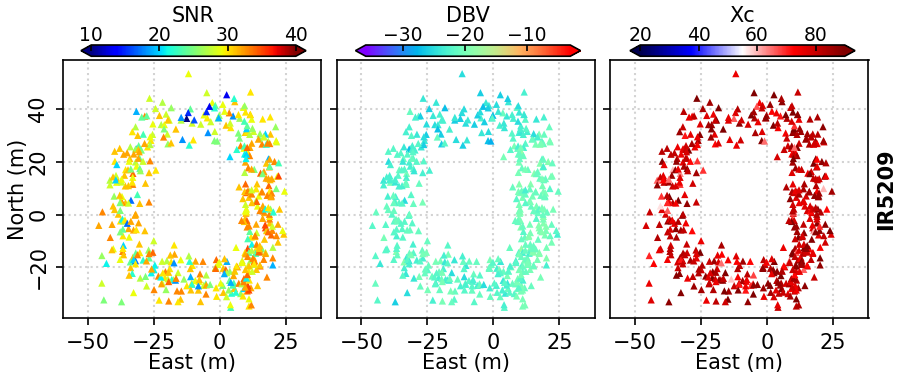 SNR DBV Xc
10 20 30 40 −30 −20 −10 20 40 60 80
40
20
0
−20
North (m)
IR5209
−50 −25 0 25 −50 −25 0 25 −50 −25 0 25
East (m) East (m) East (m)